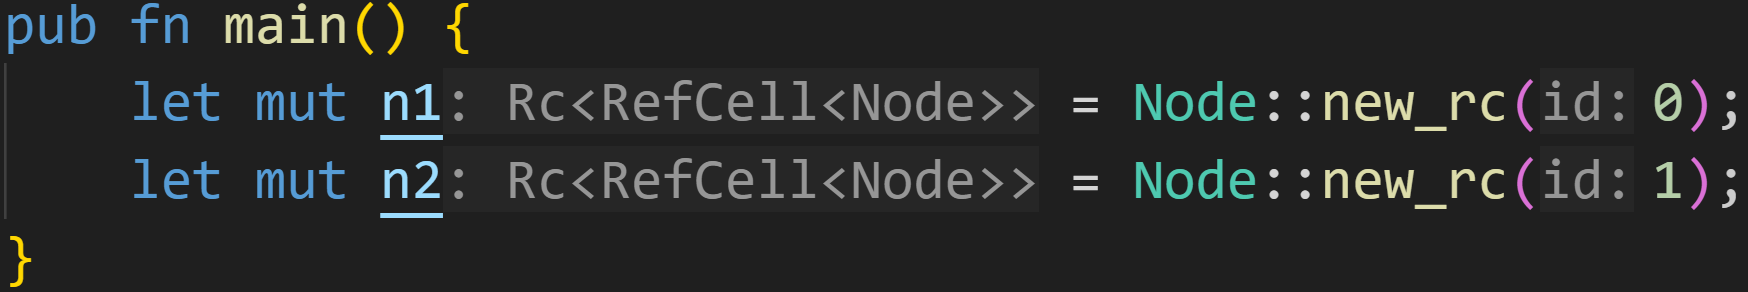 pub fn main() {
    let mut n1: Rc<RefCell<Node>> = Node::new_rc(id: 0);
    let mut n2: Rc<RefCell<Node>> = Node::new_rc(id: 1);
}